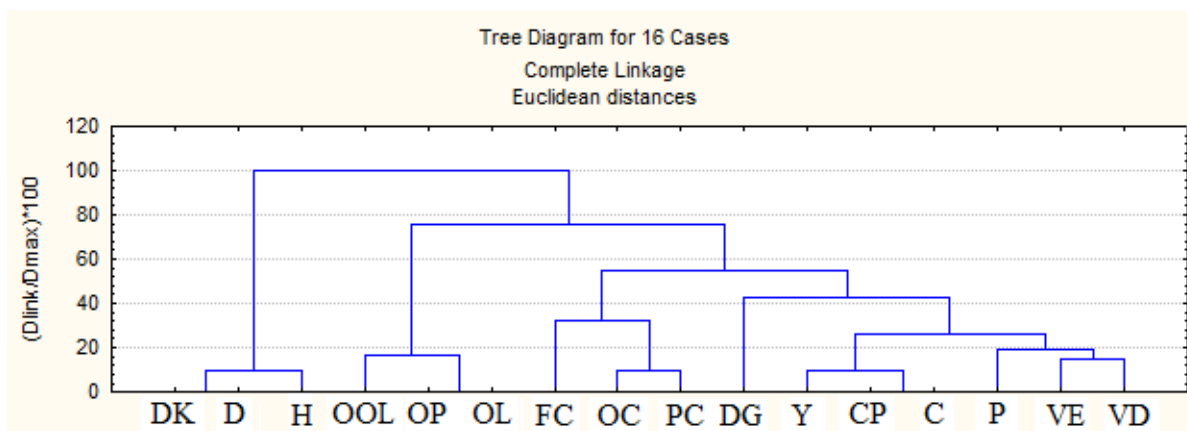 Tree Diagram for 16 Cases
Complete Linkage
Euclidean distances
(Dlink/Dmax)*100
120
100
80
60
40
20
0
DK D H OOL OP OL FC OC PC DG Y CP C P VE VD